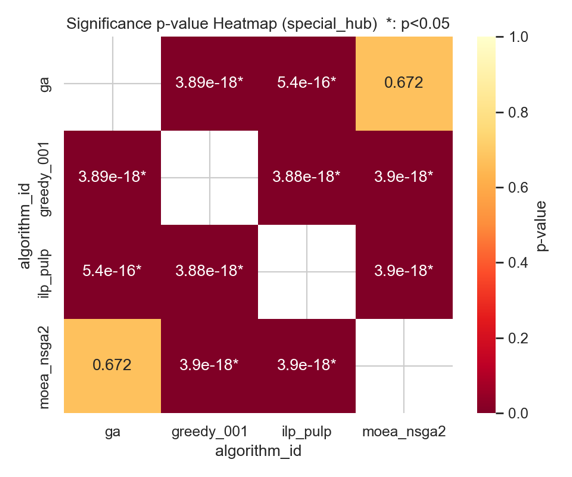 Significance p-value Heatmap (special_hub)  *: p<0.05
ga
3.89e-18*
5.4e-16*
0.672
greedy_001
3.89e-18*
3.88e-18*
3.9e-18*
ilp_pulp
5.4e-16*
3.88e-18*
3.9e-18*
moea_nsga2
0.672
3.9e-18*
3.9e-18*
algorithm_id
ga
greedy_001
ilp_pulp
moea_nsga2
algorithm_id
1.0
0.8
0.6
0.4
0.2
0.0
p-value